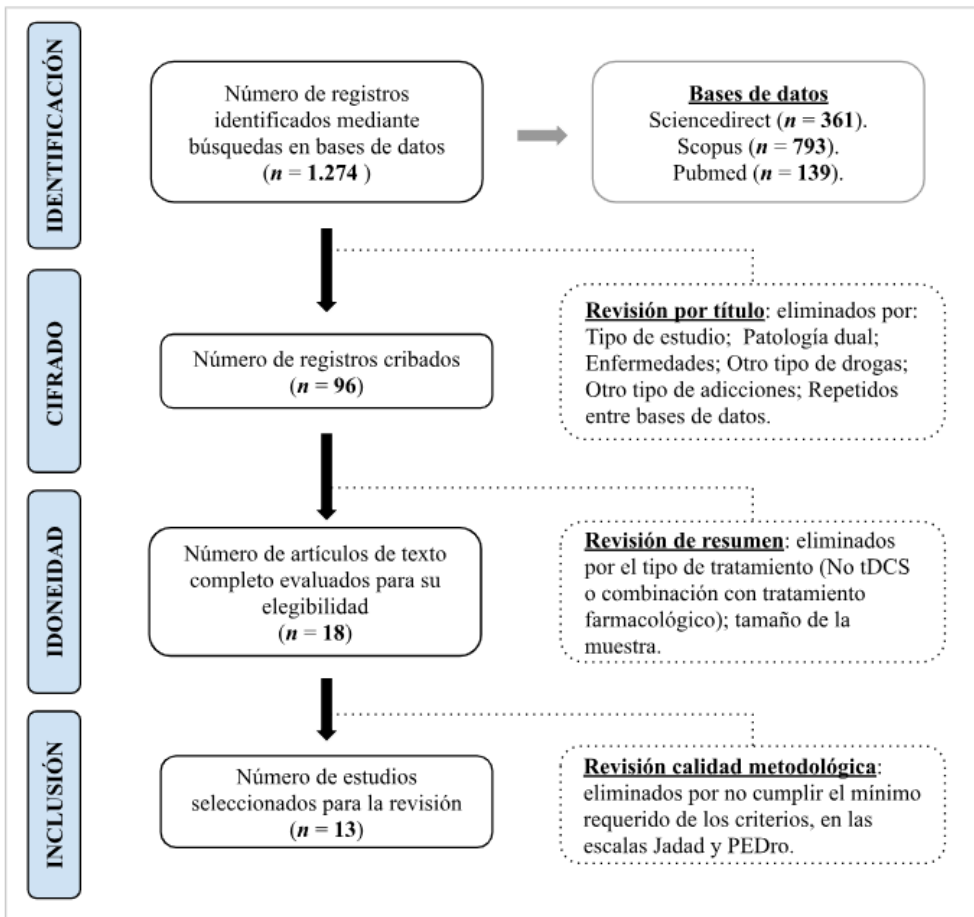 IDENTIFICACIÓN
Número de registros
identificados mediante
búsquedas en bases de datos
(n = 1.274 )
Bases de datos
Sciencedirect (n = 361).
Scopus (n = 793).
Pubmed (n = 139).
CIFRADO
Número de registros cribados
(n = 96)
Revisión por título: eliminados por:
Tipo de estudio; Patología dual;
Enfermedades; Otro tipo de drogas;
Otro tipo de adicciones; Repetidos
entre bases de datos.
IDONEIDAD
Número de artículos de texto
completo evaluados para su
elegibilidad
(n = 18)
Revisión de resumen: eliminados
por el tipo de tratamiento (No tDCS
o combinación con tratamiento
farmacológico); tamaño de la
muestra.
INCLUSIÓN
Número de estudios
seleccionados para la revisión
(n = 13)
Revisión calidad metodológica:
eliminados por no cumplir el mínimo
requerido de los criterios, en las
escalas Jadad y PEDro.